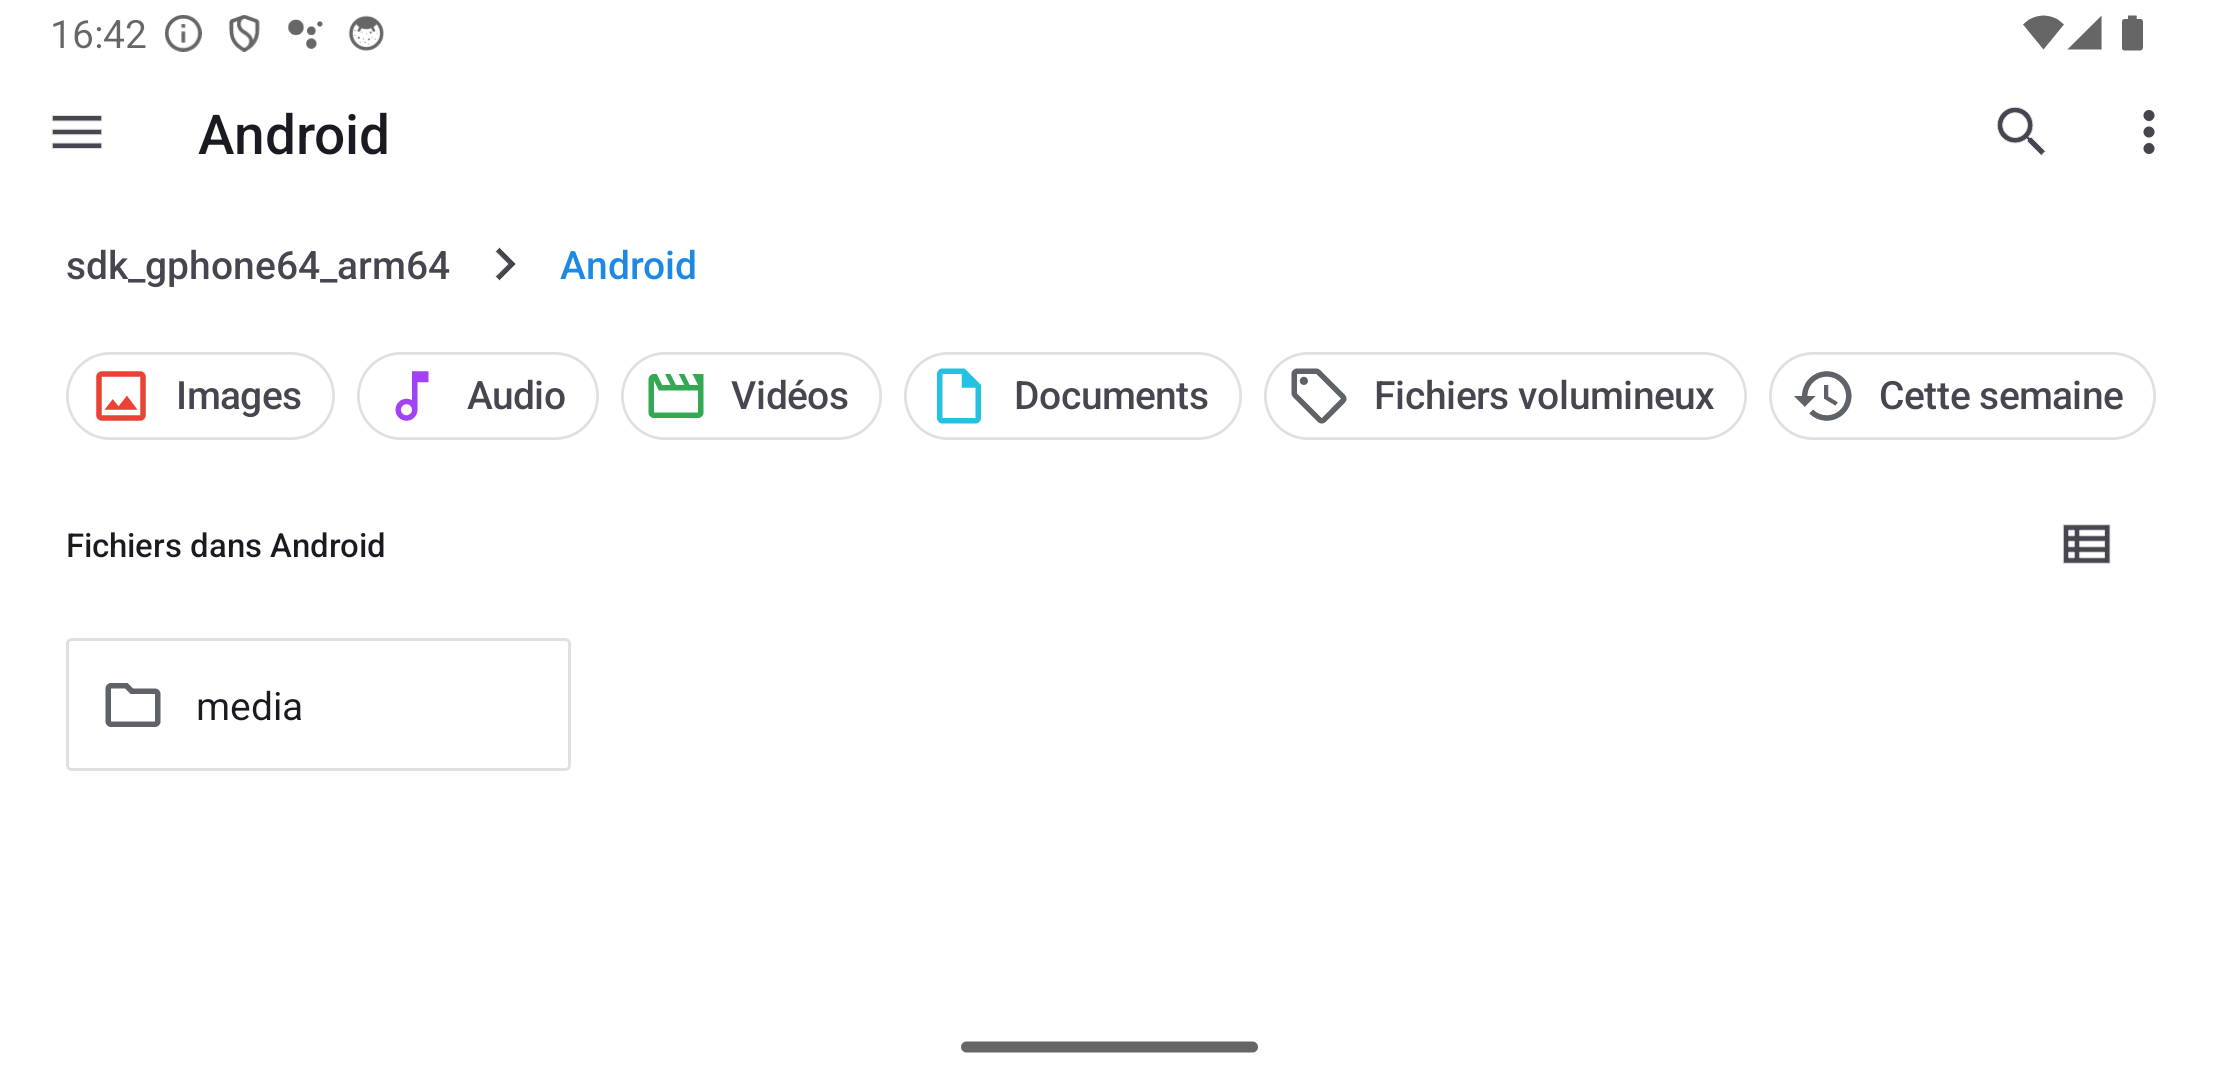 16:42
Android
sdk_gphone64_arm64 Android
Images Audio Vidéos Documents Fichiers volumineux Cette semaine
Fichiers dans Android
media